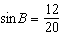 sin B = 12/20